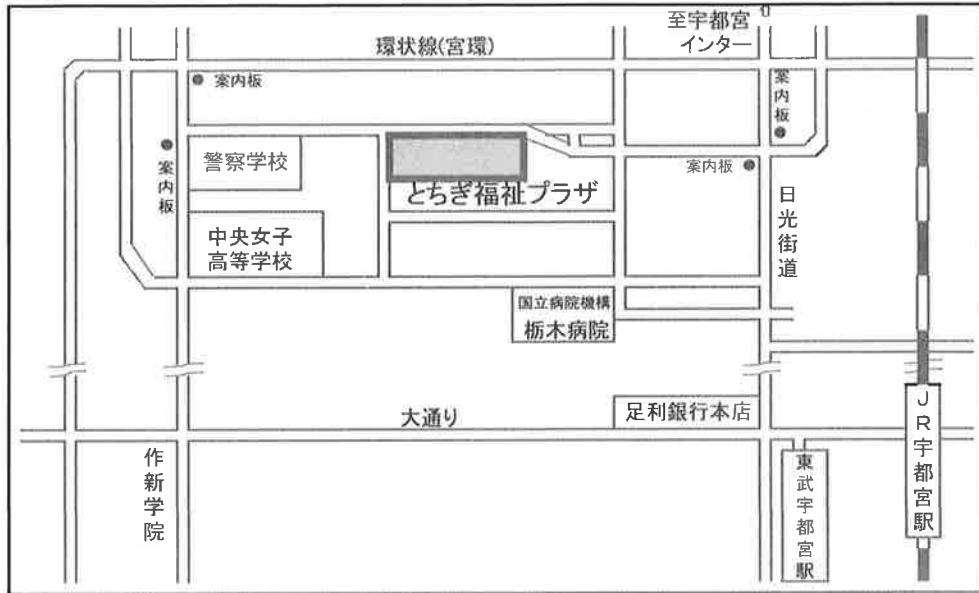 至宇都宮
インター
環状線(宮環)
案内板
案内板
案内板
案内板
警察学校
とちぎ福祉プラザ
日光街道
中央女子
高等学校
国立病院機構
栃木病院
足利銀行本店
大通り
作新学院
東武宇都宮駅
JR宇都宮駅